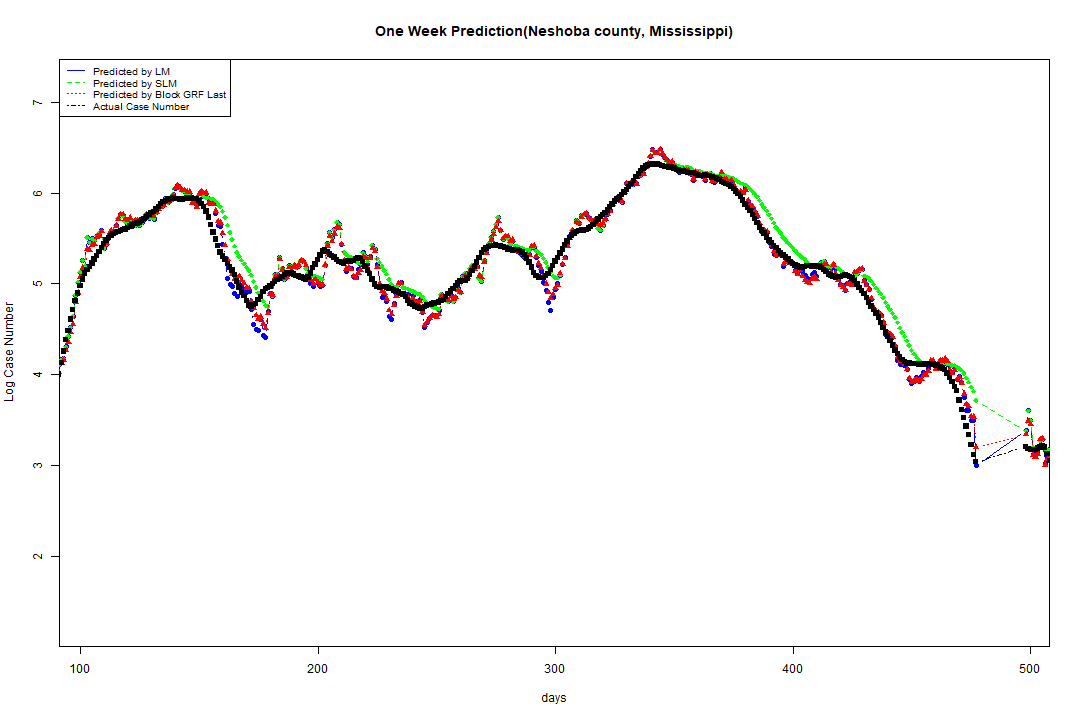 One Week Prediction(Neshoba county, Mississippi)
Predicted by LM
Predicted by SLM
Predicted by Block GRF Last
Actual Case Number
7
6
5
4
3
2
Log Case Number
100 200 300 400 500
days